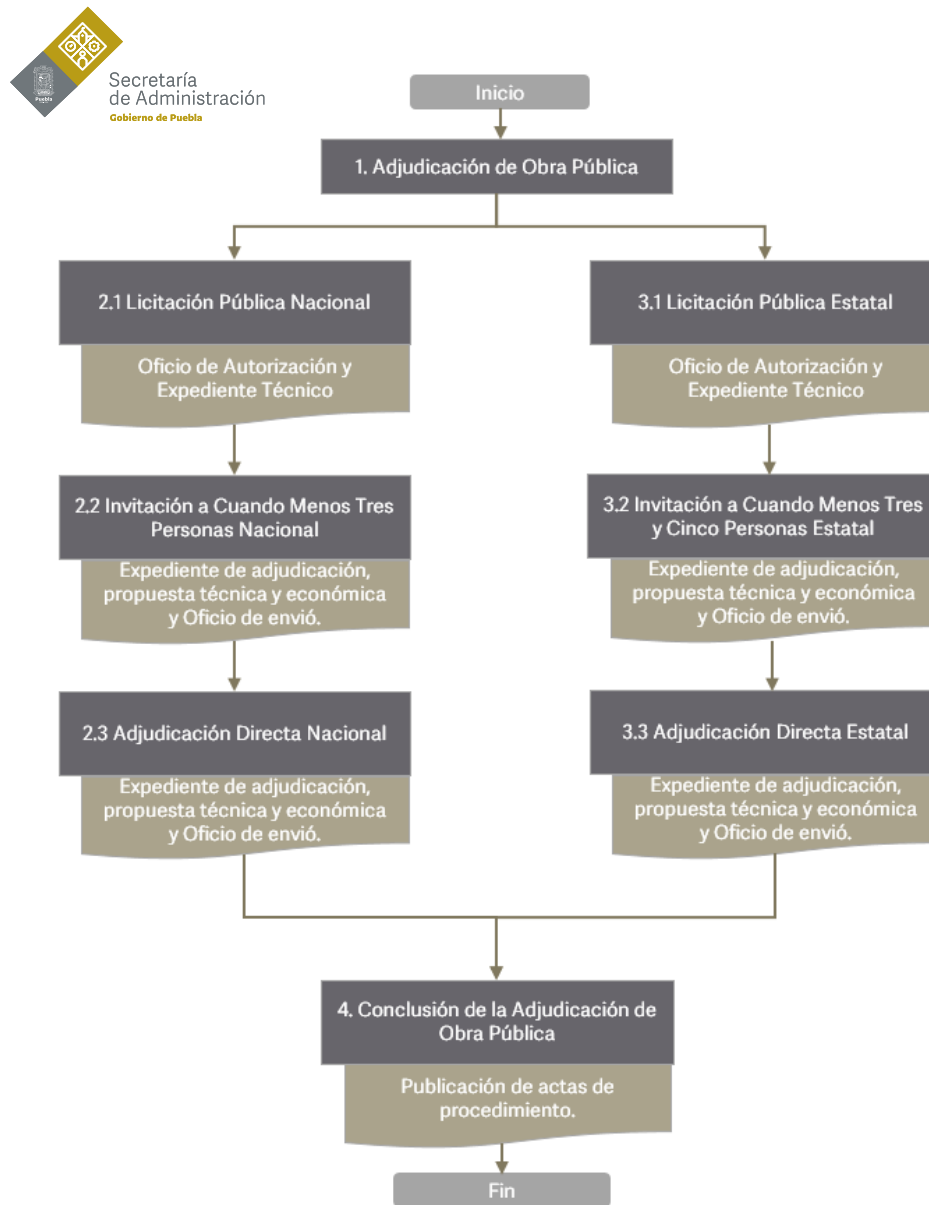 Secretaría
de Administración
Gobierno de Puebla
Puebla
Inicio
1. Adjudicación de Obra Pública
2.1 Licitación Pública Nacional
Oficio de Autorización y
Expediente Técnico
2.2 Invitación a Cuando Menos Tres
Personas Nacional
Expediente de adjudicación,
propuesta técnica y económica
y Oficio de envió.
2.3 Adjudicación Directa Nacional
Expediente de adjudicación,
propuesta técnica y económica
y Oficio de envió.
3.1 Licitación Pública Estatal
Oficio de Autorización y
Expediente Técnico
3.2 Invitación a Cuando Menos Tres
y Cinco Personas Estatal
Expediente de adjudicación,
propuesta técnica y económica
y Oficio de envió.
3.3 Adjudicación Directa Estatal
Expediente de adjudicación,
propuesta técnica y económica
y Oficio de envió.
4. Conclusión de la Adjudicación de
Obra Pública
Publicación de actas de
procedimiento.
Fin